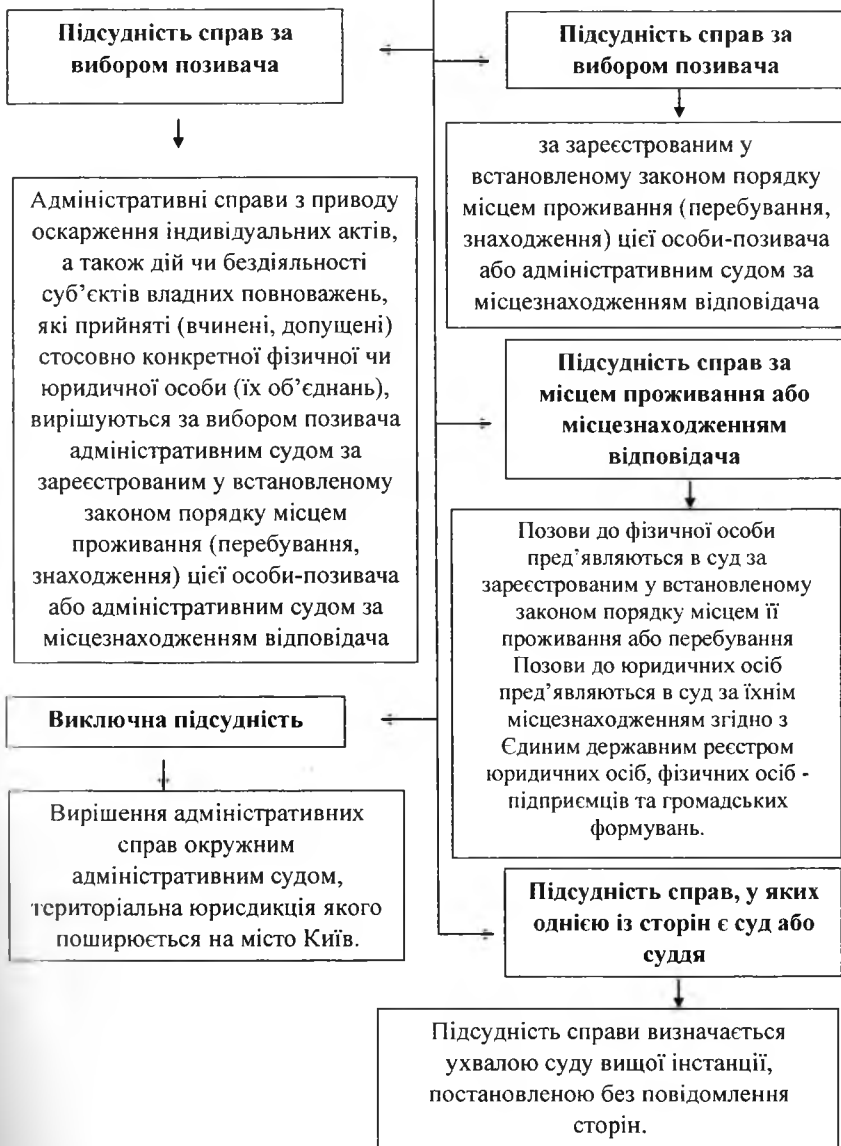 Підсудність справ за
вибором позивача
Адміністративні справи з приводу
оскарження індивідуальних актів,
а також дій чи бездіяльності
суб’єктів владних повноважень,
які прийняті (вчинені, допущені)
стосовно конкретної фізичної чи
юридичної особи (їх об’єднань),
вирішуються за вибором позивача
адміністративним судом за
зареєстрованим у встановленому
законом порядку місцем
проживання (перебування,
знаходження) цієї особи-позивача
або адміністративним судом за
місцезнаходженням відповідача
Виключна підсудність
Вирішення адміністративних
справ окружним
адміністративним судом,
територіальна юрисдикція якого
поширюється на місто Київ.
Підсудність справ за
вибором позивача
за зареєстрованим у
встановленому законом порядку
місцем проживання (перебування,
знаходження) цієї особи-позивача
або адміністративним судом за
місцезнаходженням відповідача
Підсудність справ за
місцем проживання або
місцезнаходженням
відповідача
Позови до фізичної особи
пред’являються в суд за
зареєстрованим у встановленому
законом порядку місцем її
проживання або перебування
Позови до юридичних осіб
пред’являються в суд за їхнім
місцезнаходженням згідно з
Єдиним державним реєстром
юридичних осіб, фізичних осіб -
підприємців та громадських
формувань.
Підсудність справ, у яких
однією із сторін є суд або
суддя
Підсудність справи визначається
ухвалою суду вищої інстанції,
постановленою без повідомлення
сторін.